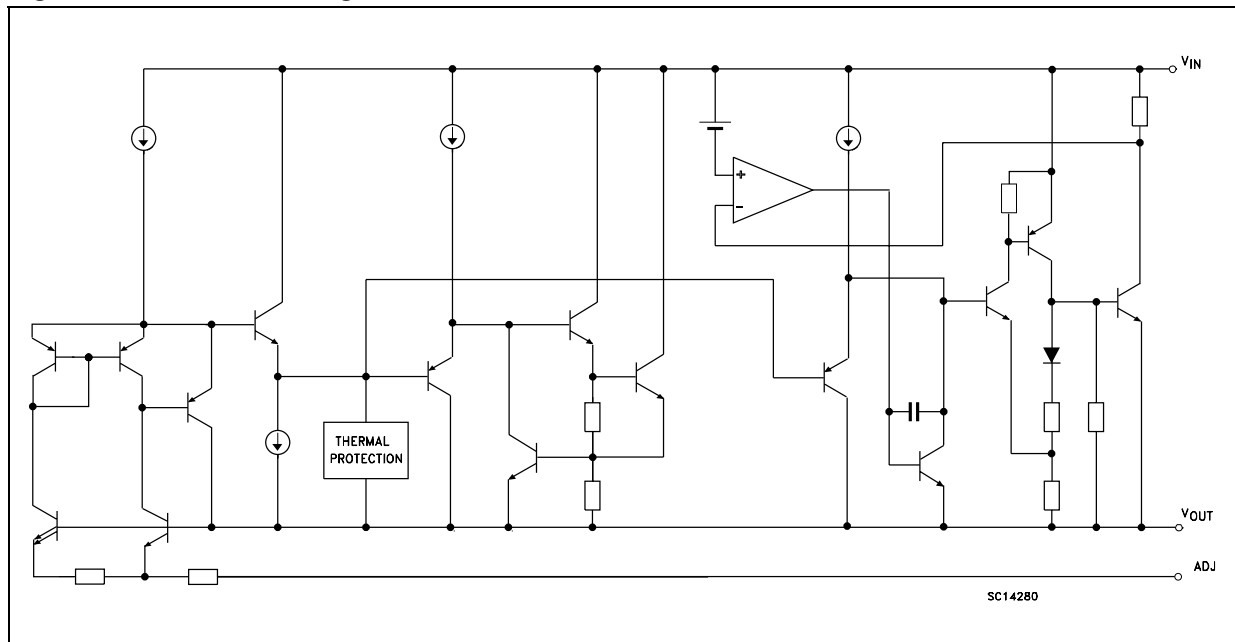 VIN
+
-
THERMAL
PROTECTION
VOUT
ADJ
SC14280